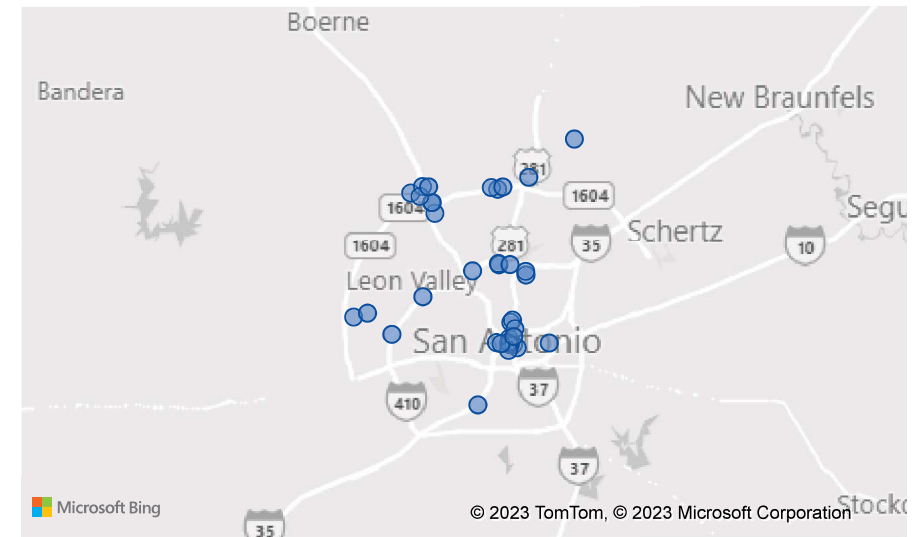 Boerne
Bandera
New Braunfels
281
1604
1604
Segu
Schertz
1604
281
35
10
Leon Valley
San Antonio
37
410
37
Stockd
35
Microsoft Bing
© 2023 TomTom, © 2023 Microsoft Corporation